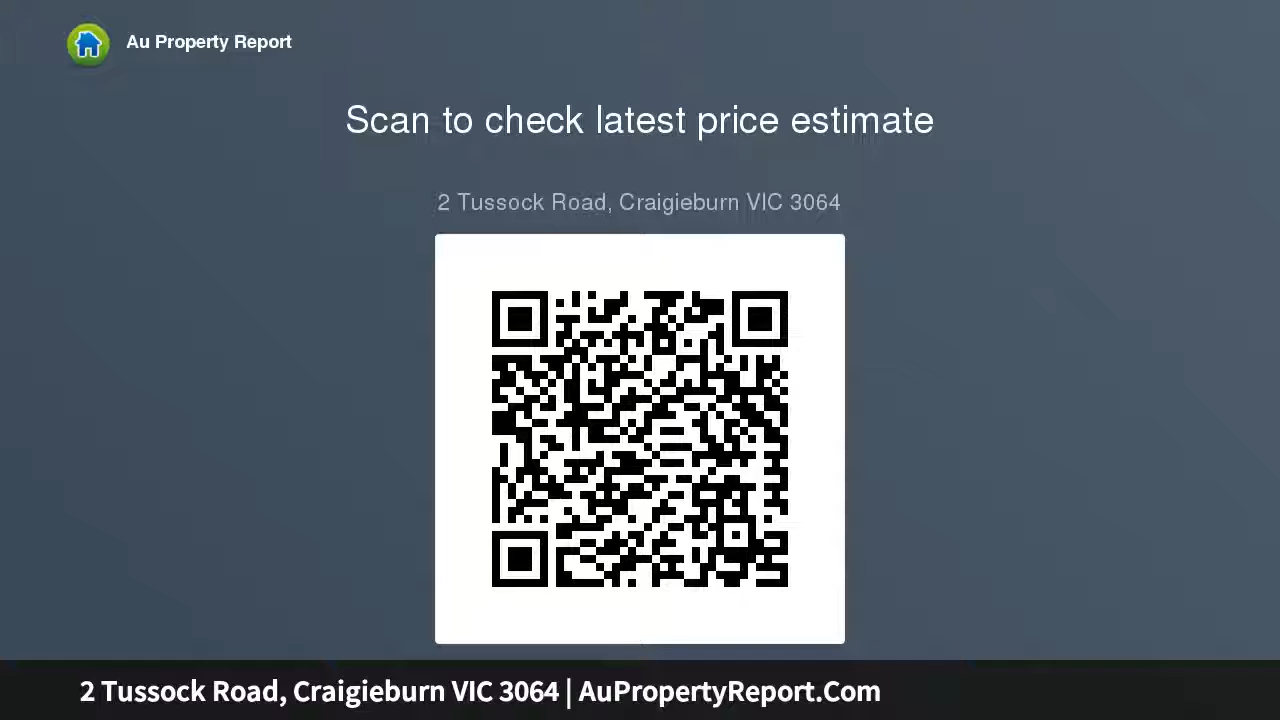 Au Property Report
Scan to check latest price estimate
2 Tussock Road, Craigieburn VIC 3064
2 Tussock Road, Craigieburn VIC 3064 | AuPropertyReport.Com